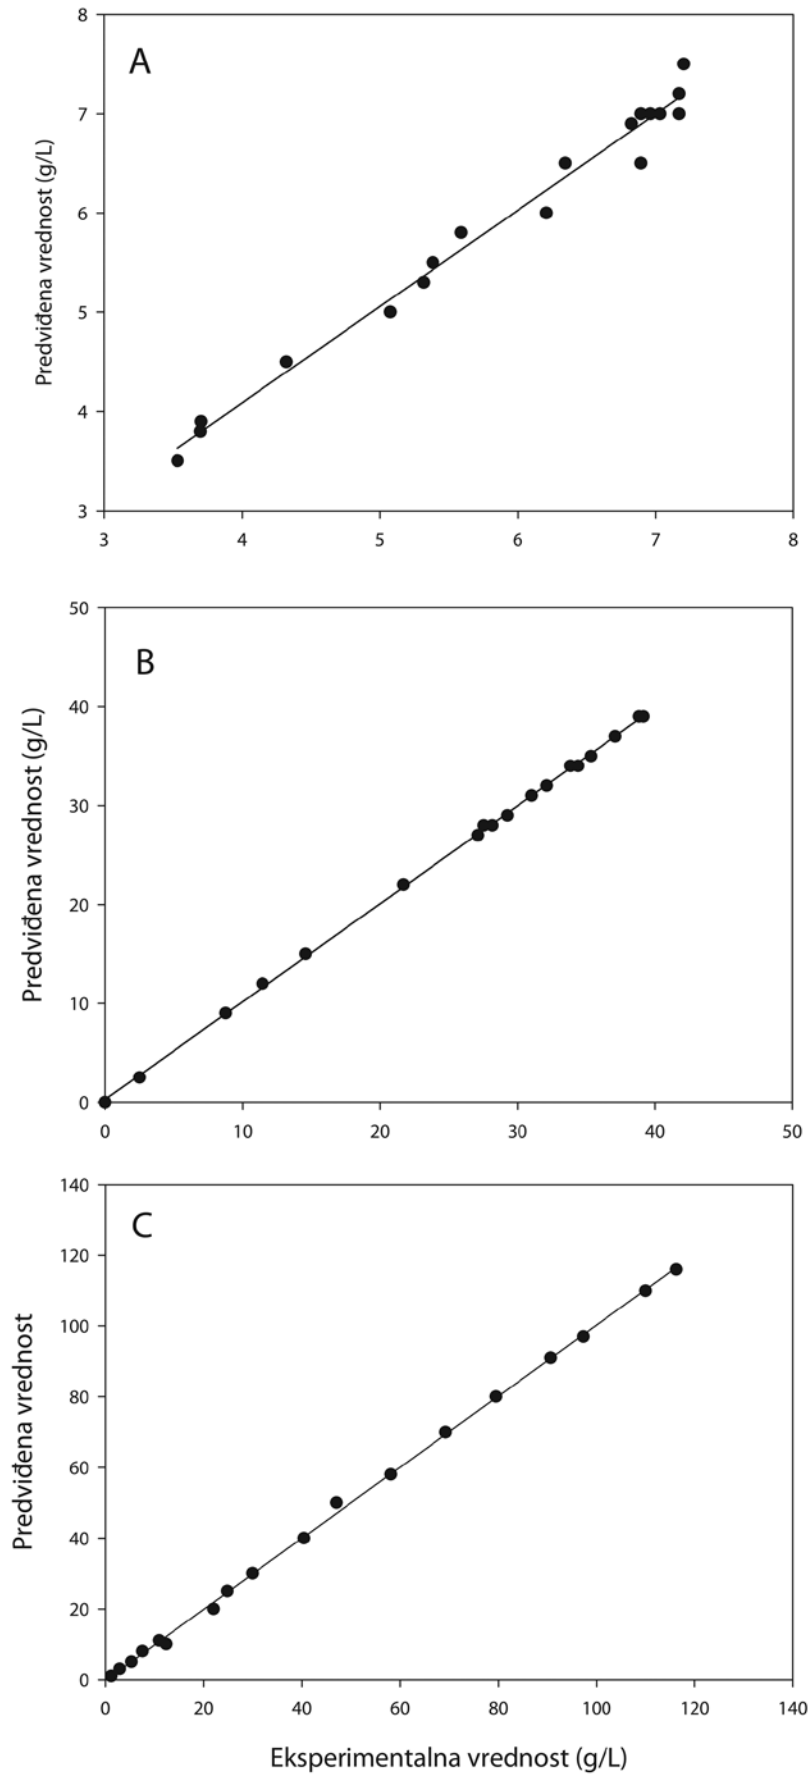 A
8
7
6
5
4
3
Predviđena vrednost (g/L)
3 4 5 6 7 8
B
50
40
30
20
10
0
Predviđena vrednost (g/L)
0 10 20 30 40 50
C
140
120
100
80
60
40
20
0
Predviđena vrednost
0 20 40 60 80 100 120 140
Eksperimentalna vrednost (g/L)